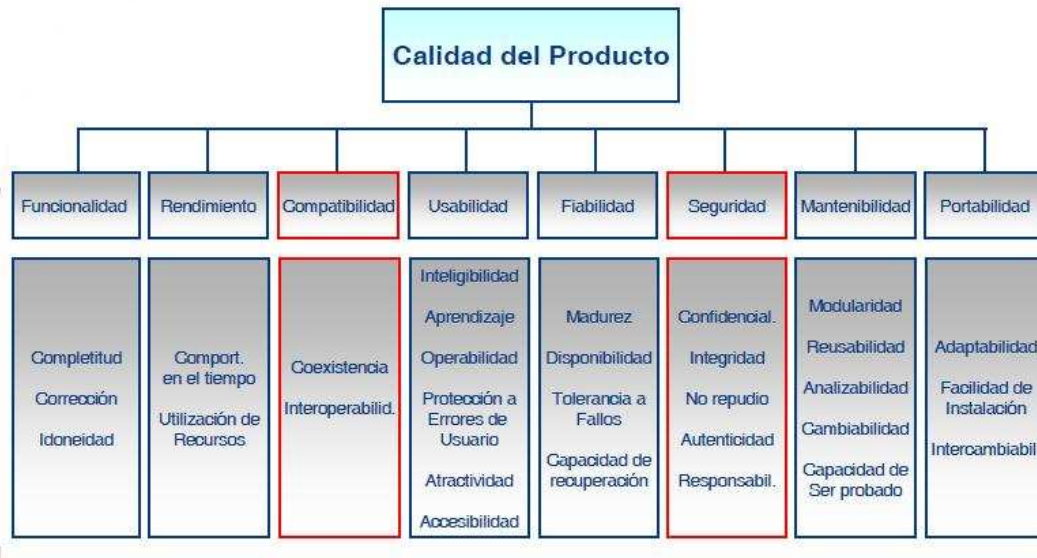 Calidad del Producto
Funcionalidad
Rendimiento
Compatibilidad
Usabilidad
Fiabilidad
Seguridad
Mantenibilidad
Portabilidad
Completitud
Corrección
Idoneidad
Comport.
en el tiempo
Utilización de
Recursos
Coexistencia
Interoperabilid.
Inteligibilidad
Aprendizaje
Operabilidad
Protección a
Errores de
Usuario
Atractividad
Accesibilidad
Madurez
Disponibilidad
Tolerancia a
Fallos
Capacidad de
recuperación
Confidencial.
Integridad
No repudio
Autenticidad
Responsabil.
Modularidad
Reusabilidad
Analizabilidad
Cambiabilidad
Capacidad de
Ser probado
Adaptabilidad
Facilidad de
Instalación
Intercambiabil